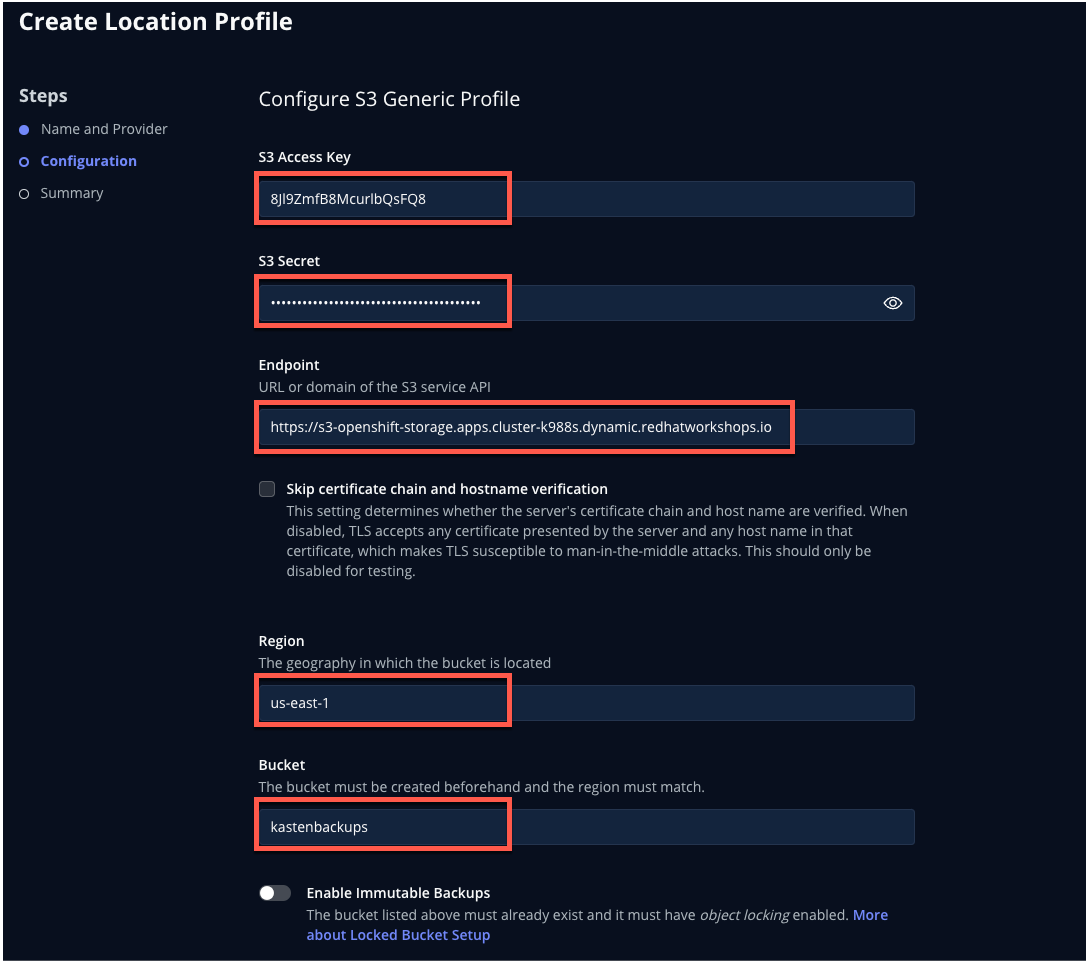 Create Location Profile
Steps
Name and Provider
Configuration
Summary
Configure S3 Generic Profile
S3 Access Key
8Jl9ZmfB8McurlbQsFQ8
S3 Secret
••••••••••••••••••••••••••••••••••••••••
Endpoint
URL or domain of the S3 service API
https://s3-openshift-storage.apps.cluster-k988s.dynamic.redhatworkshops.io
Skip certificate chain and hostname verification
This setting determines whether the server's certificate chain and host name are verified. When
disabled, TLS accepts any certificate presented by the server and any host name in that
certificate, which makes TLS susceptible to man-in-the-middle attacks. This should only be
disabled for testing.
Region
The geography in which the bucket is located
us-east-1
Bucket
The bucket must be created beforehand and the region must match.
kastenbackups
Enable Immutable Backups
The bucket listed above must already exist and it must have object locking enabled. More
about Locked Bucket Setup